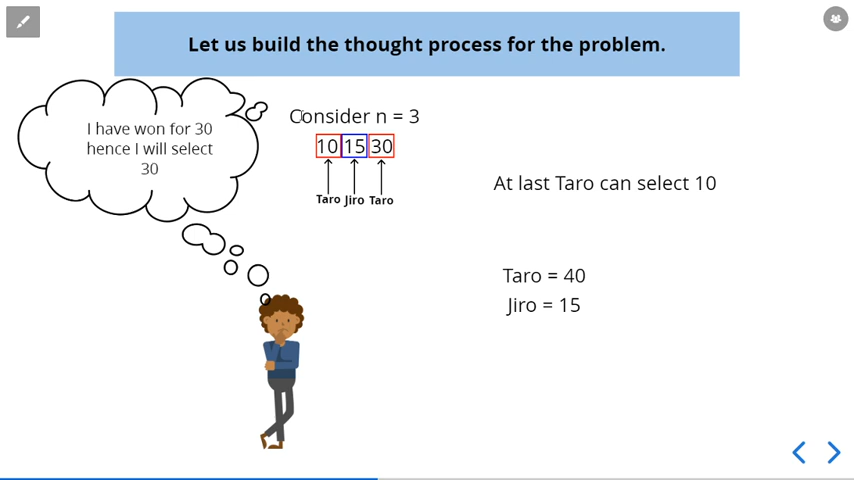 Let us build the thought process for the problem.
I have won for 30
hence I will select
30
Consider n = 3
10 15 30
Taro Jiro Taro
At last Taro can select 10
Taro = 40
Jiro = 15